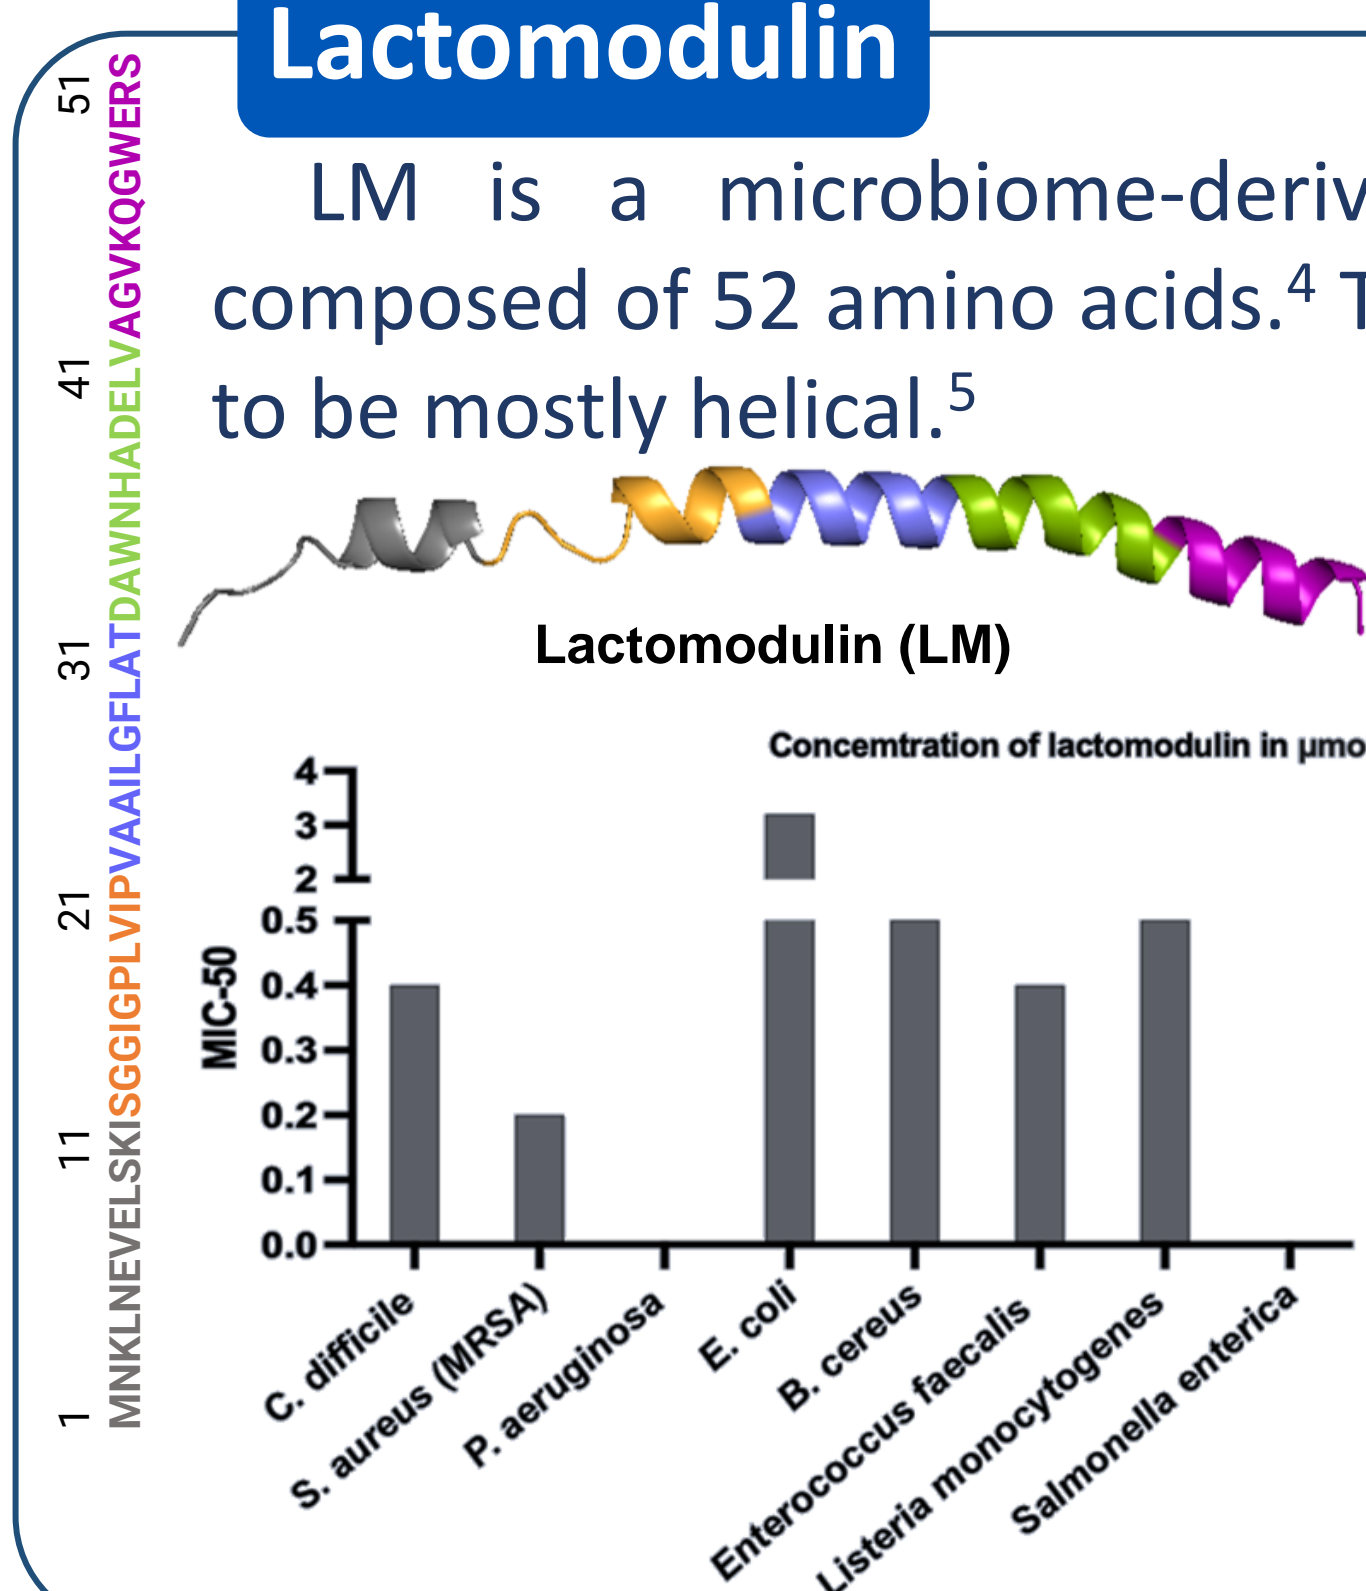 Lactomodulin
LM is a microbiome-deriv
composed of 52 amino acids.⁴ T
to be mostly helical.⁵
1 11 21 31 41 51
MNKLNEVELSKISGGIGPLVIPVAAILGFLATDAWNHADELVAGVKQGWERS
Lactomodulin (LM)
Concemtration of lactomodulin in µmo
MIC-50
4
3
2
0.5
0.4
0.3
0.2
0.1
0.0
C. difficile
S. aureus (MRSA)
P. aeruginosa
E. coli
B. cereus
Enterococcus faecalis
Listeria monocytogenes
Salmonella enterica